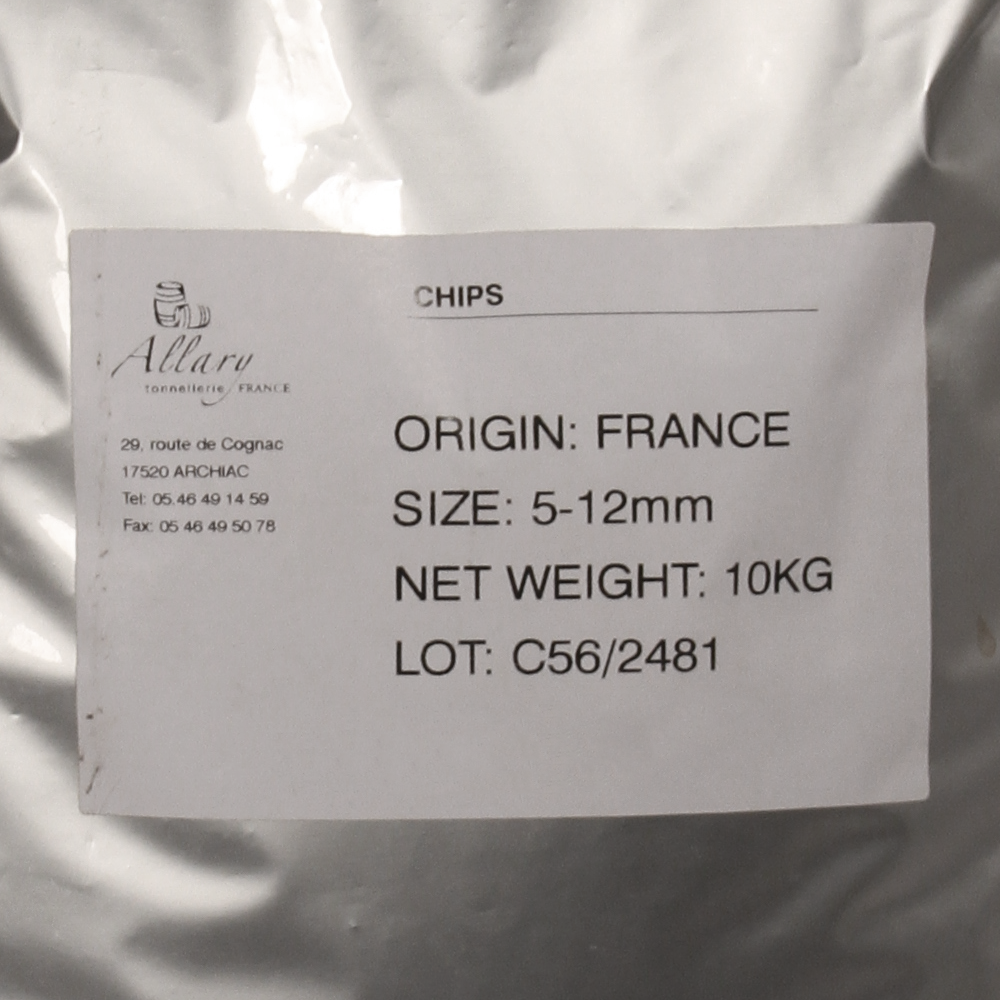 Allary
tonnellerie FRANCE
29, route de Cognac
17520 ARCHIAC
Tel: 05 46 49 14 59
Fax: 05 46 49 50 78
CHIPS
ORIGIN: FRANCE
SIZE: 5-12mm
NET WEIGHT: 10KG
LOT: C56/2481